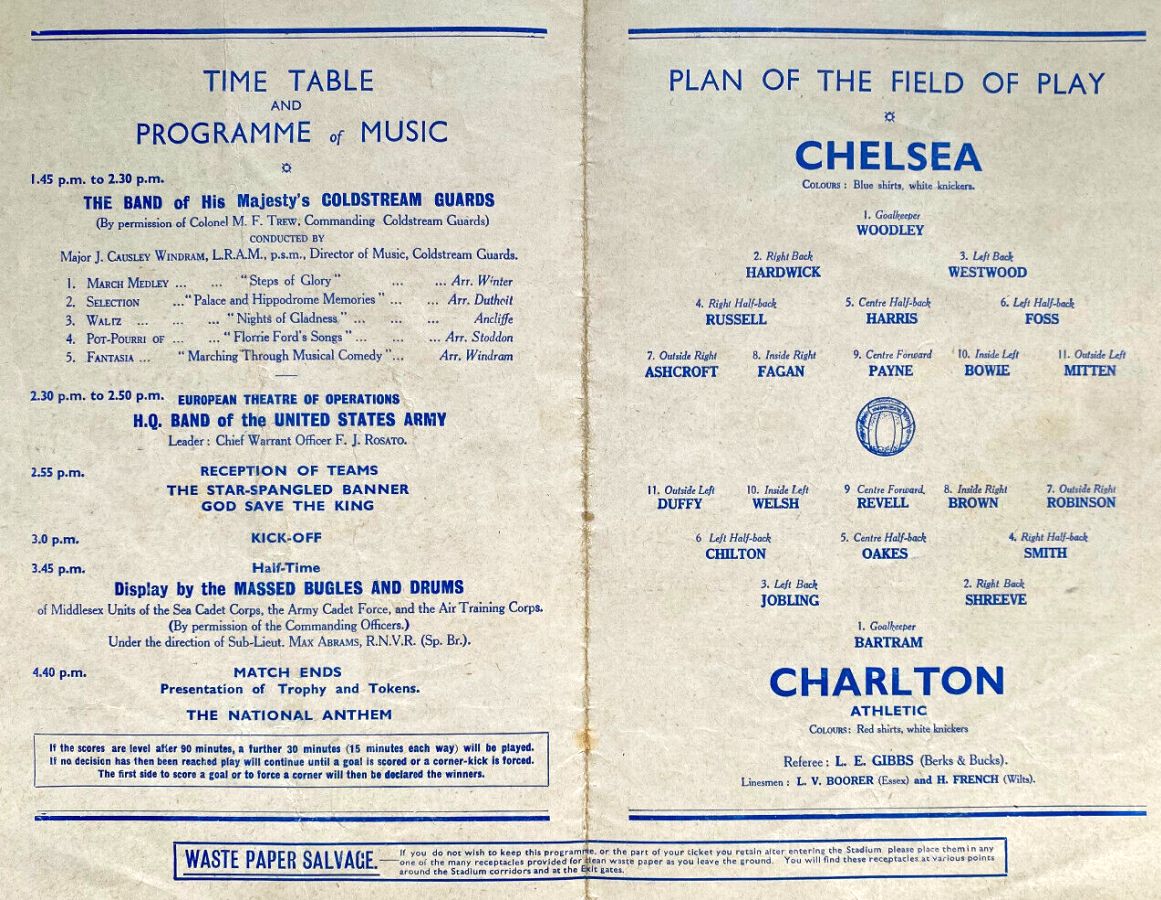 TIME TABLE
AND
PROGRAMME of MUSIC
1.45 p.m. to 2.30 p.m.
THE BAND of His Majesty's COLDSTREAM GUARDS
(By permission of Colonel M. F. TREW, Commanding Coldstream Guards)
CONDUCTED BY
Major J. CAUSLEY WINDRAM, L.R.A.M., p.s.m., Director of Music, Coldstream Guards.
1. MARCH MEDLEY ... ... "Steps of Glory" ... ... Arr. Winter
2. SELECTION ... "Palace and Hippodrome Memories" ... Arr. Duthoit
3. WALTZ ... ... ... "Nights of Gladness" ... ... ... Ancliffe
4. POT-POURRI OF ... ... "Florrie Ford's Songs" ... ... Arr. Stoddon
5. FANTASIA ... "Marching Through Musical Comedy" ... Arr. Windram
2.30 p.m. to 2.50 p.m. EUROPEAN THEATRE OF OPERATIONS
H.Q. BAND of the UNITED STATES ARMY
Leader: Chief Warrant Officer F. J. ROSATO.
2.55 p.m. RECEPTION OF TEAMS
THE STAR-SPANGLED BANNER
GOD SAVE THE KING
3.0 p.m. KICK-OFF
3.45 p.m. Half-Time
Display by the MASSED BUGLES AND DRUMS
of Middlesex Units of the Sea Cadet Corps, the Army Cadet Force, and the Air Training Corps.
(By permission of the Commanding Officers.)
Under the direction of Sub-Lieut. MAX ABRAMS, R.N.V.R. (Sp. Br.).
4.40 p.m. MATCH ENDS
Presentation of Trophy and Tokens.
THE NATIONAL ANTHEM
If the scores are level after 90 minutes, a further 30 minutes (15 minutes each way) will be played.
If no decision has then been reached play will continue until a goal is scored or a corner-kick is forced.
The first side to score a goal or to force a corner will then be declared the winners.
PLAN OF THE FIELD OF PLAY
CHELSEA
COLOURS: Blue shirts, white knickers.
1. Goalkeeper
WOODLEY
2. Right Back 3. Left Back
HARDWICK WESTWOOD
4. Right Half-back 5. Centre Half-back 6. Left Half-back
RUSSELL HARRIS FOSS
7. Outside Right 8. Inside Right 9. Centre Forward 10. Inside Left 11. Outside Left
ASHCROFT FAGAN PAYNE BOWIE MITTEN
11. Outside Left 10. Inside Left 9 Centre Forward. 8. Inside Right 7. Outside Right
DUFFY WELSH REVELL BROWN ROBINSON
6 Left Half-back 5. Centre Half-back 4. Right Half-back
CHILTON OAKES SMITH
3. Left Back 2. Right Back
JOBLING SHREEVE
1. Goalkeeper
BARTRAM
CHARLTON
ATHLETIC
COLOURS: Red shirts, white knickers
Referee: L. E. GIBBS (Berks & Bucks).
Linesmen: L. V. BOORER (Essex) and H. FRENCH (Wilts).
WASTE PAPER SALVAGE.—If you do not wish to keep this programme, or the part of your ticket you retain after entering the Stadium please place them in any
one of the many receptacles provided for clean waste paper as you leave the ground. You will find these receptacles at various points
around the Stadium corridors and at the Exit gates.